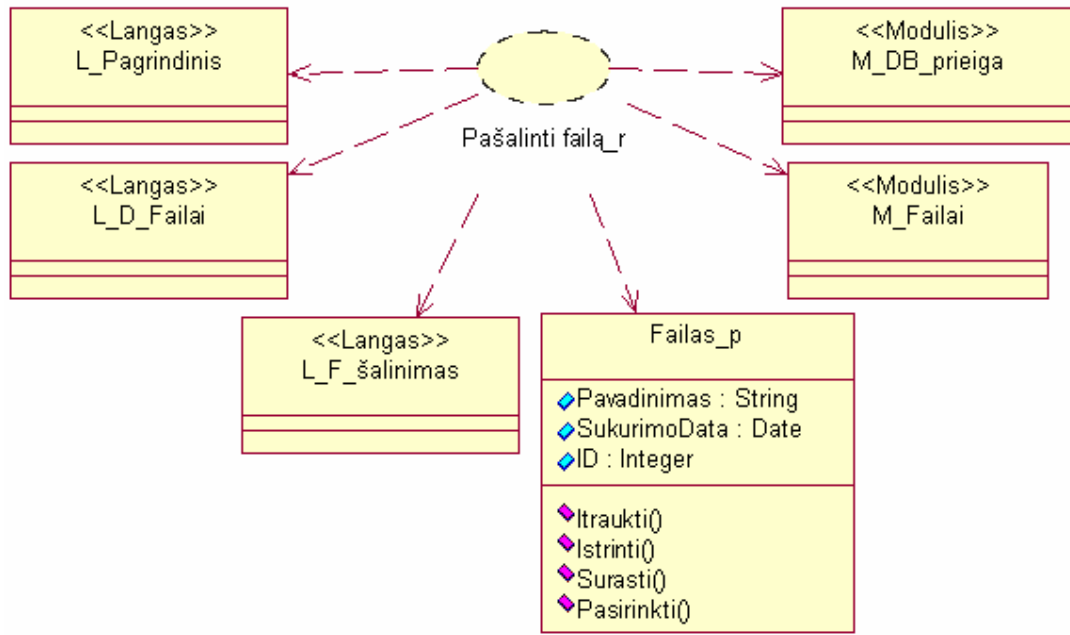 <<Langas>>
L_Pagrindinis
<<Modulis>>
M_DB_prieiga
Pašalinti failą_r
<<Langas>>
L_D_Failai
<<Modulis>>
M_Failai
<<Langas>>
L_F_šalinimas
Failas_p
Pavadinimas : String
SukurimoData : Date
ID : Integer
Itraukti()
Istrinti()
Surasti()
Pasirinkti()